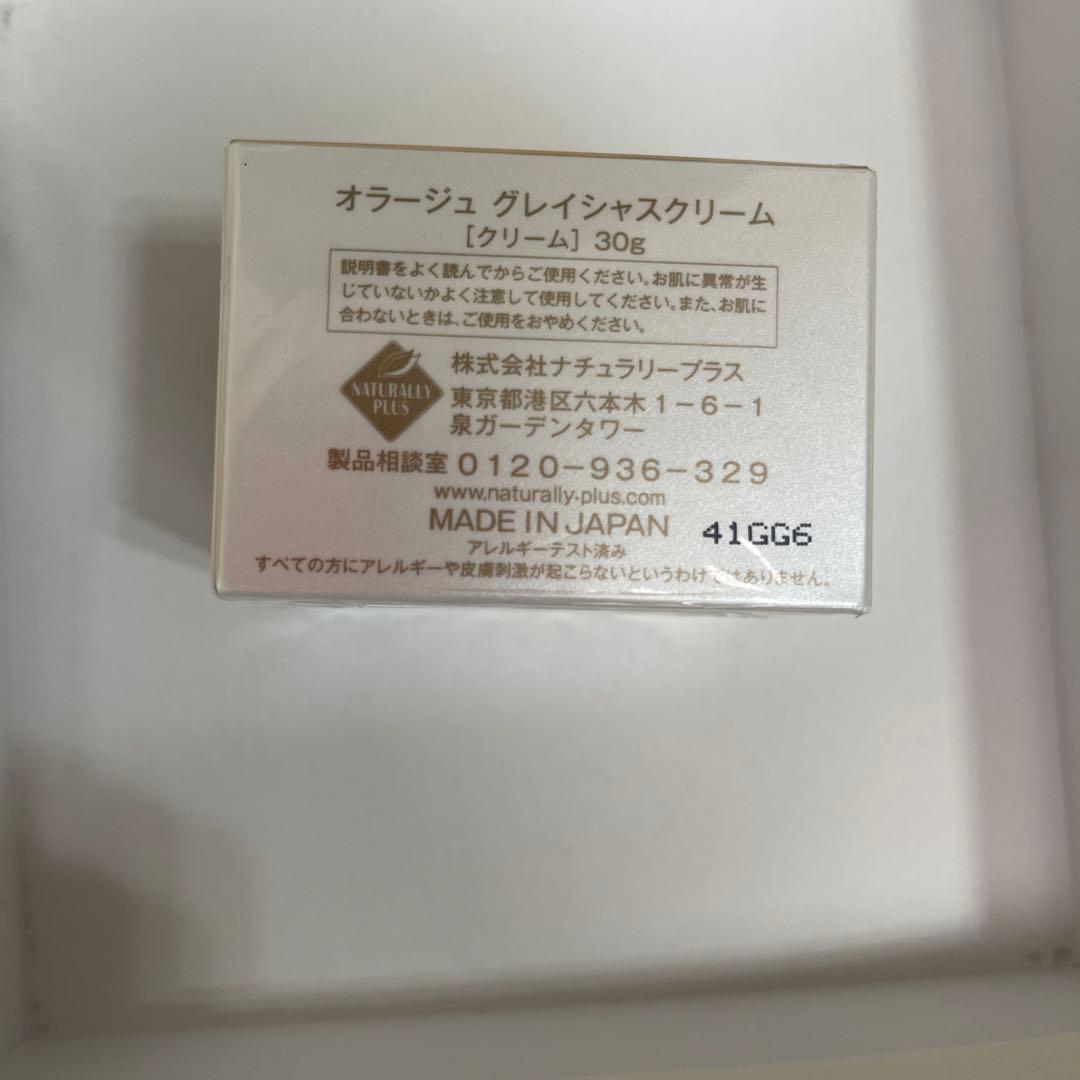 オラージュ グレイシャスクリーム
［クリーム］ 30g
説明書をよく読んでからご使用ください。お肌に異常が生
じていないかよく注意して使用してください。また、お肌に
合わないときは、ご使用をおやめください。
NATURALLY
PLUS
株式会社ナチュラリープラス
東京都港区六本木1－6－1
泉ガーデンタワー
製品相談室 0120－936－329
www.naturally-plus.com
MADE IN JAPAN
41GG6
アレルギーテスト済み
すべての方にアレルギーや皮膚刺激が起こらないというわけではありません。